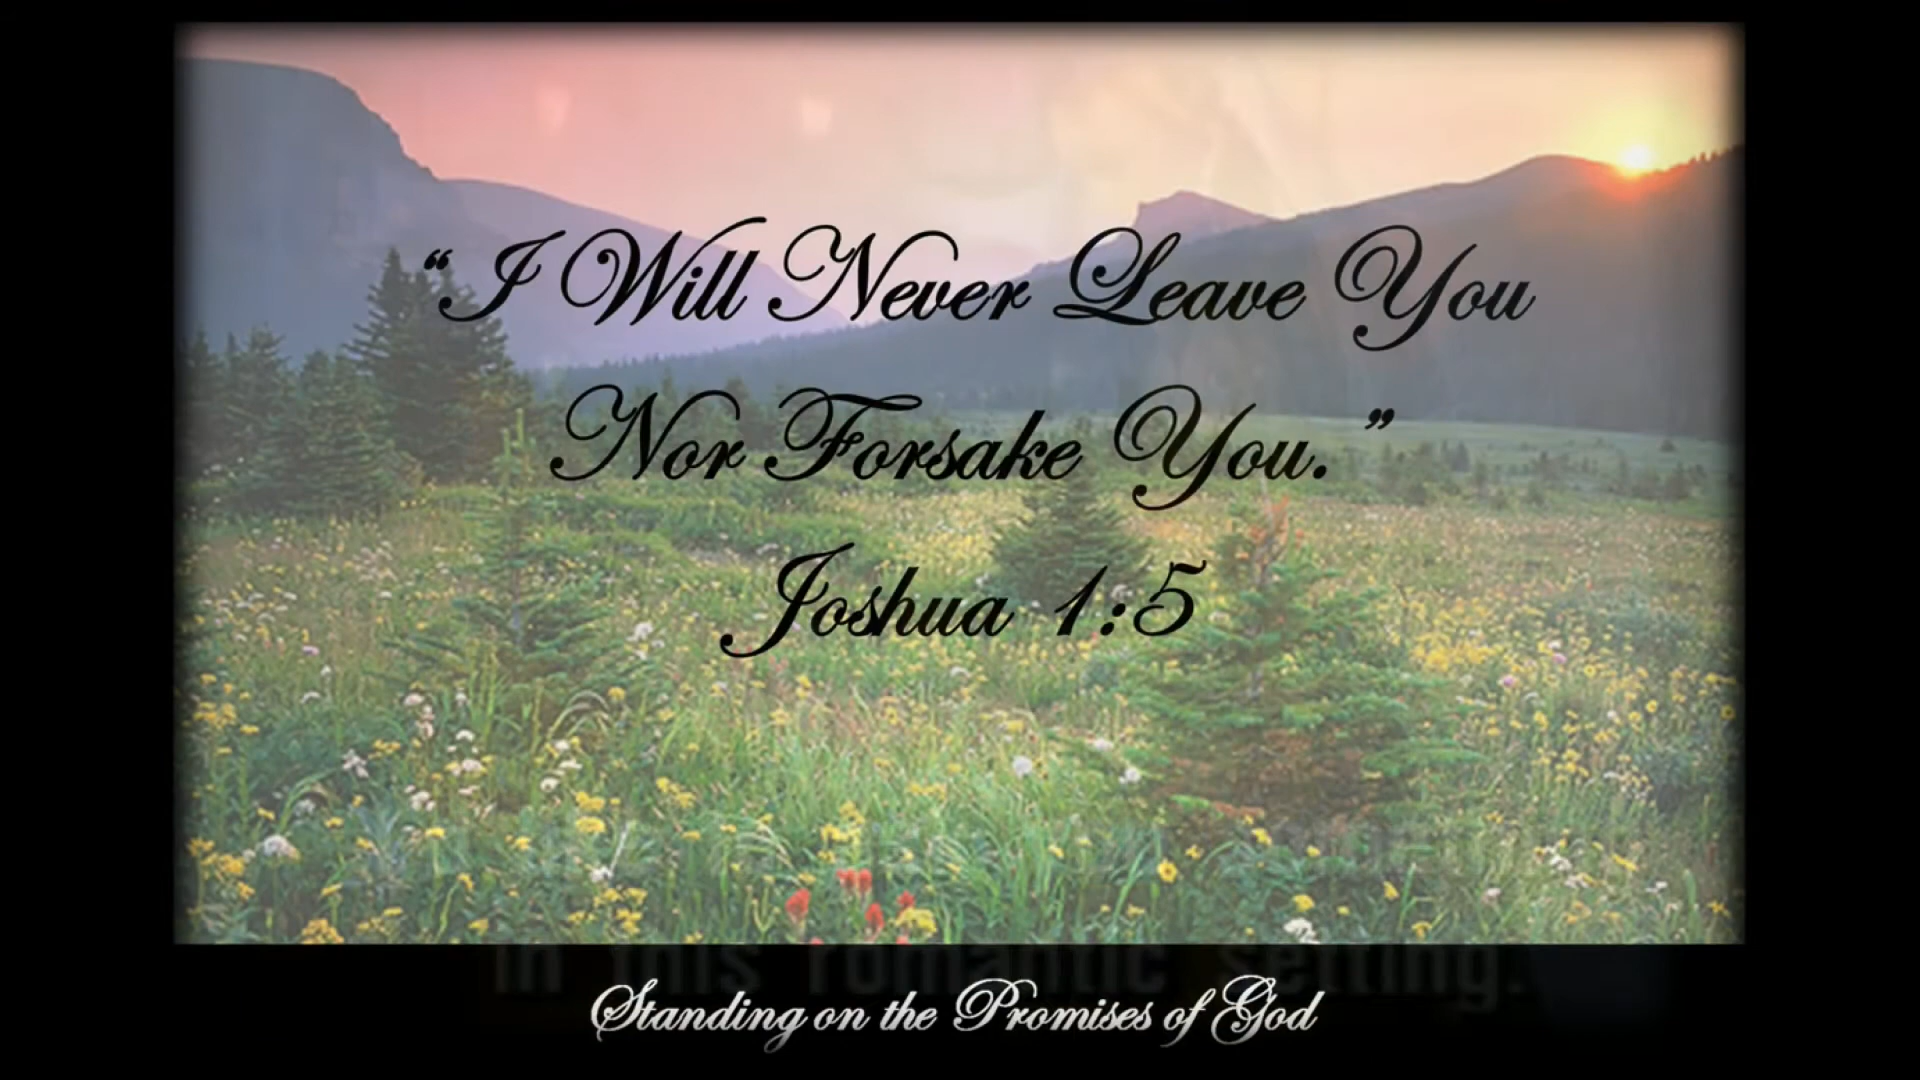 “I Will Never Leave You
Nor Forsake You.”
Joshua 1:5
in this romantic setting.
Standing on the Promises of God